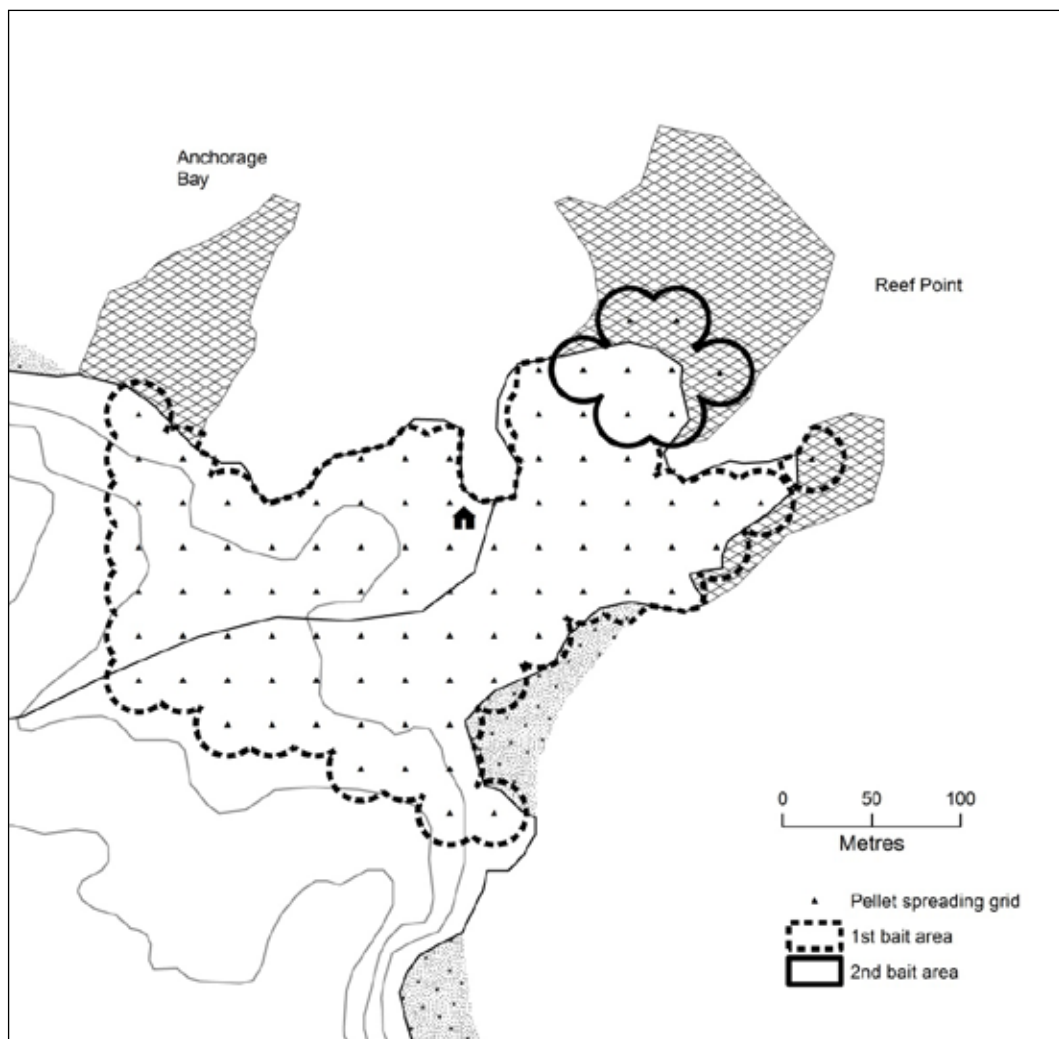 Anchorage
Bay
Reef Point
0 50 100
Metres
Pellet spreading grid
1st bait area
2nd bait area